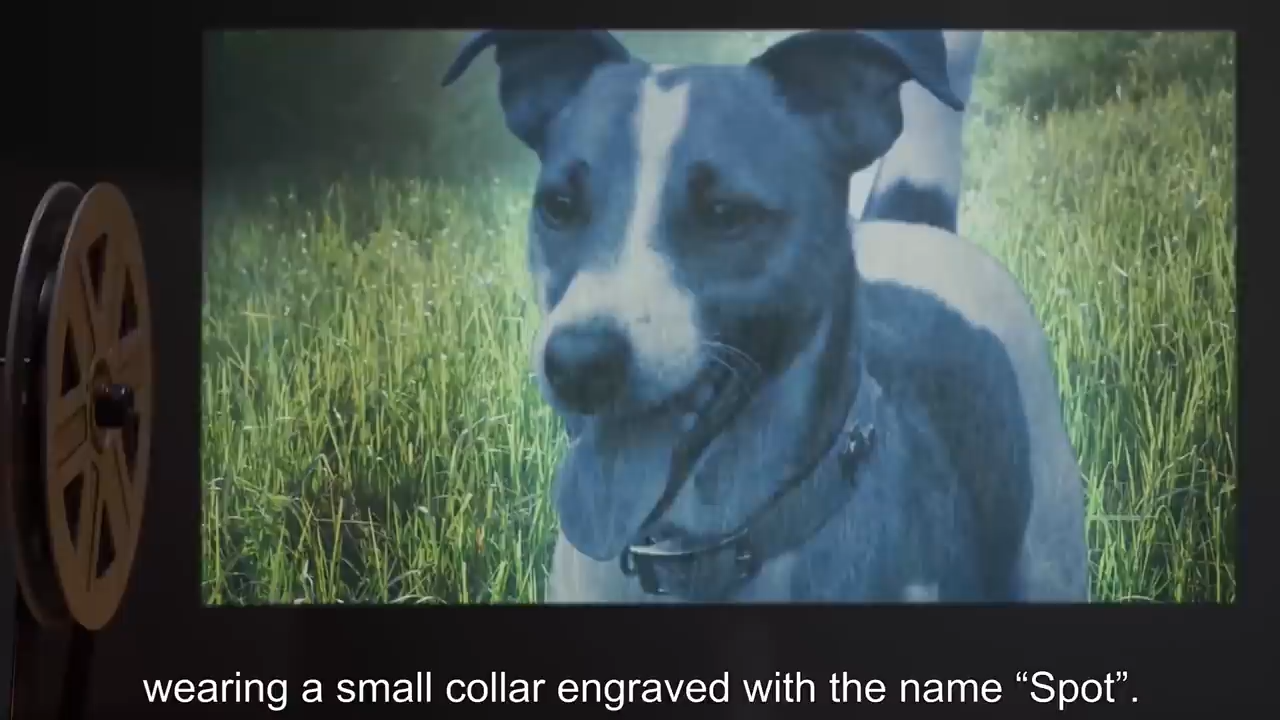 wearing a small collar engraved with the name “Spot”.